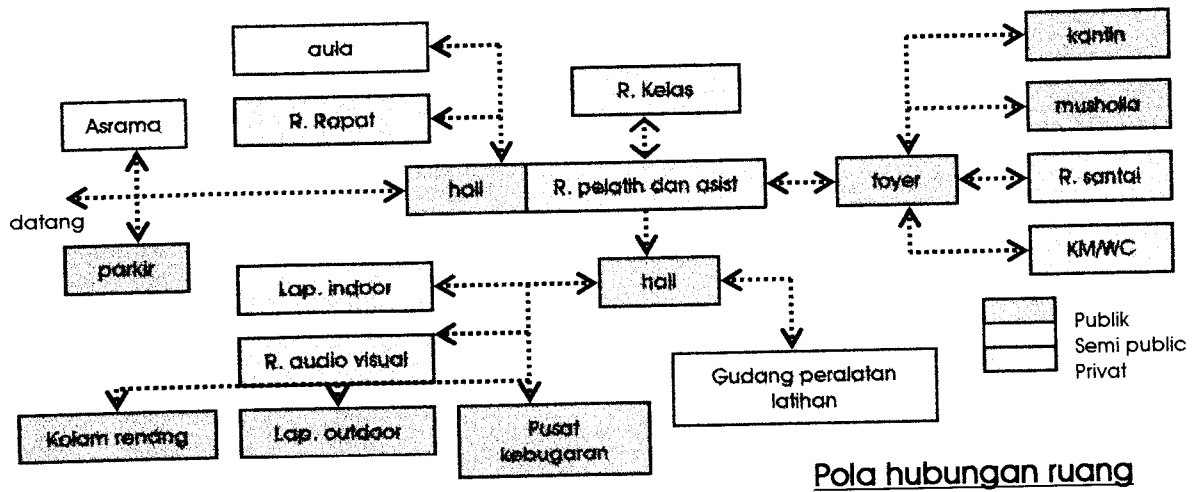 aula
kantin
R. Kelas
R. Rapat
musholla
Asrama
hall
R. pelatih dan asist
foyer
R. santai
datang
KM/WC
parkir
Lap. indoor
hall
Publik
Semi public
Privat
R. audio visual
Gudang peralatan
latihan
Kolam renang
Lap. outdoor
Pusat
kebugaran
Pola hubungan ruang